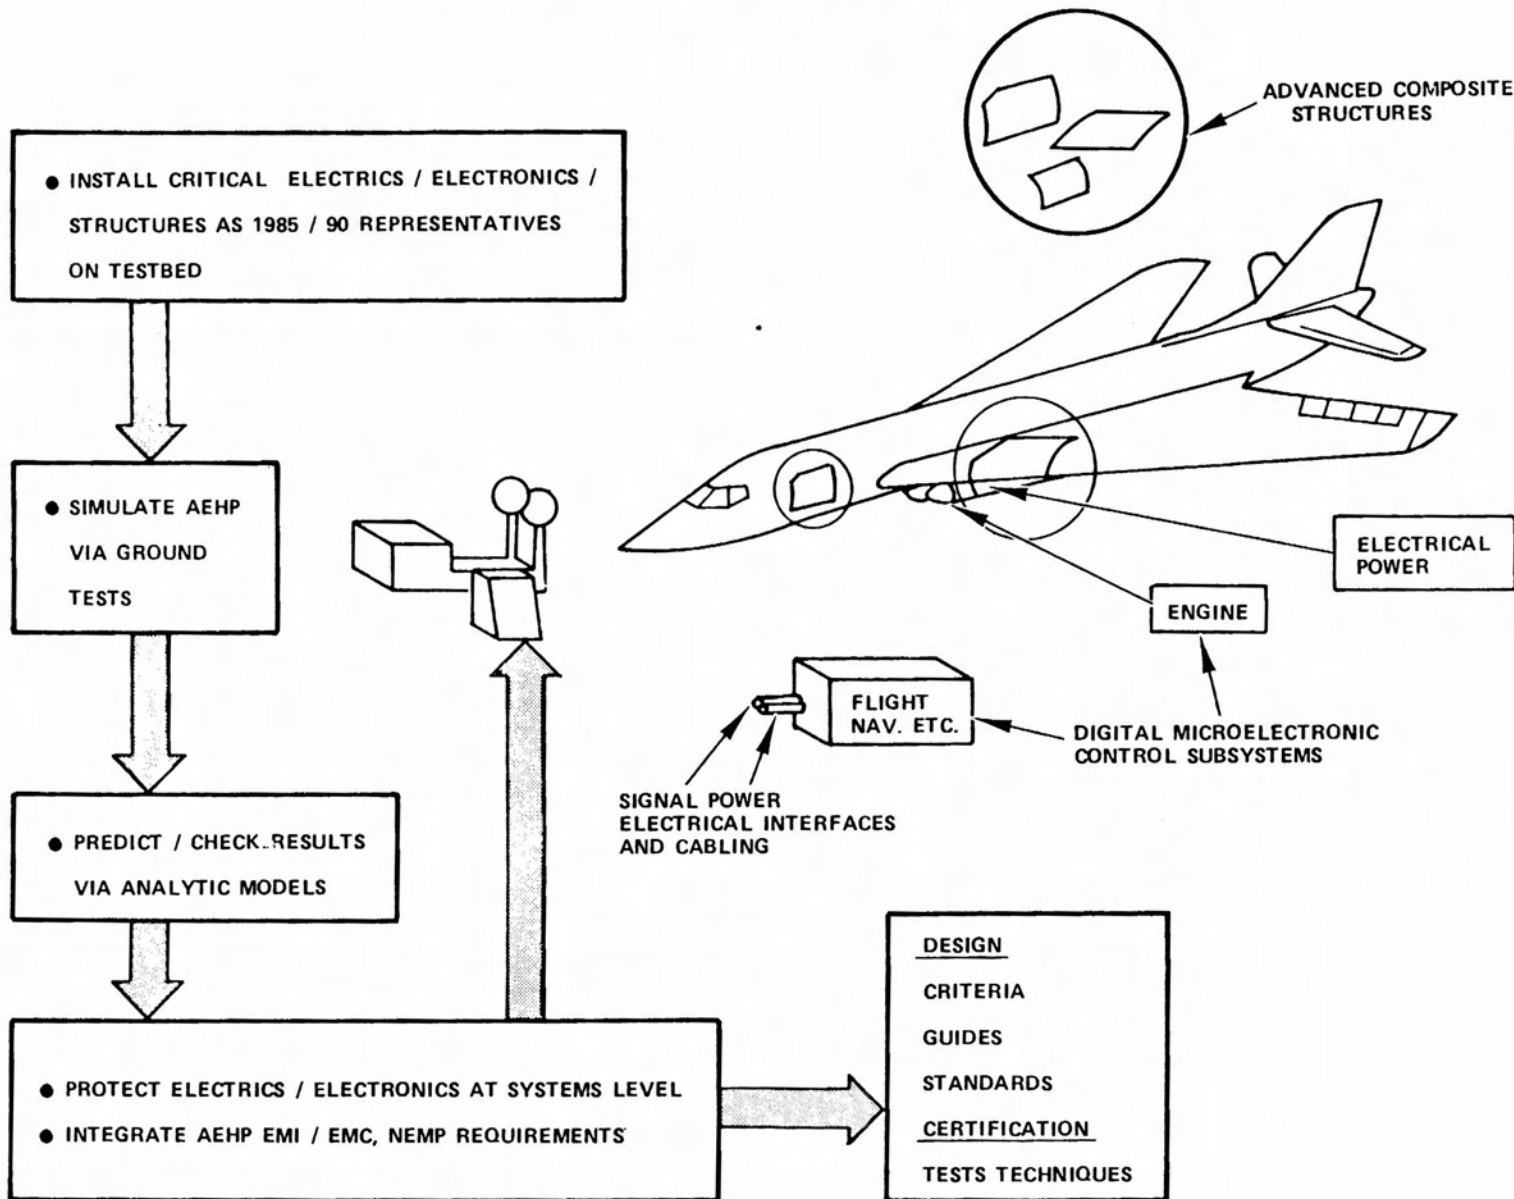 ADVANCED COMPOSITE
STRUCTURES
● INSTALL CRITICAL ELECTRICS / ELECTRONICS /
STRUCTURES AS 1985 / 90 REPRESENTATIVES
ON TESTBED
● SIMULATE AEHP
VIA GROUND
TESTS
ELECTRICAL
POWER
ENGINE
FLIGHT
NAV. ETC.
DIGITAL MICROELECTRONIC
CONTROL SUBSYSTEMS
SIGNAL POWER
ELECTRICAL INTERFACES
AND CABLING
● PREDICT / CHECK RESULTS
VIA ANALYTIC MODELS
● PROTECT ELECTRICS / ELECTRONICS AT SYSTEMS LEVEL
● INTEGRATE AEHP EMI / EMC, NEMP REQUIREMENTS
DESIGN
CRITERIA
GUIDES
STANDARDS
CERTIFICATION
TESTS TECHNIQUES